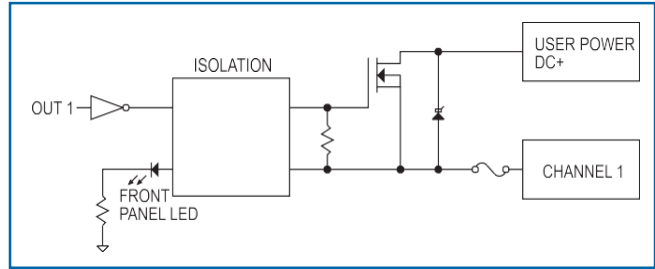 ISOLATION
USER POWER
DC+
OUT 1
CHANNEL 1
FRONT
PANEL LED